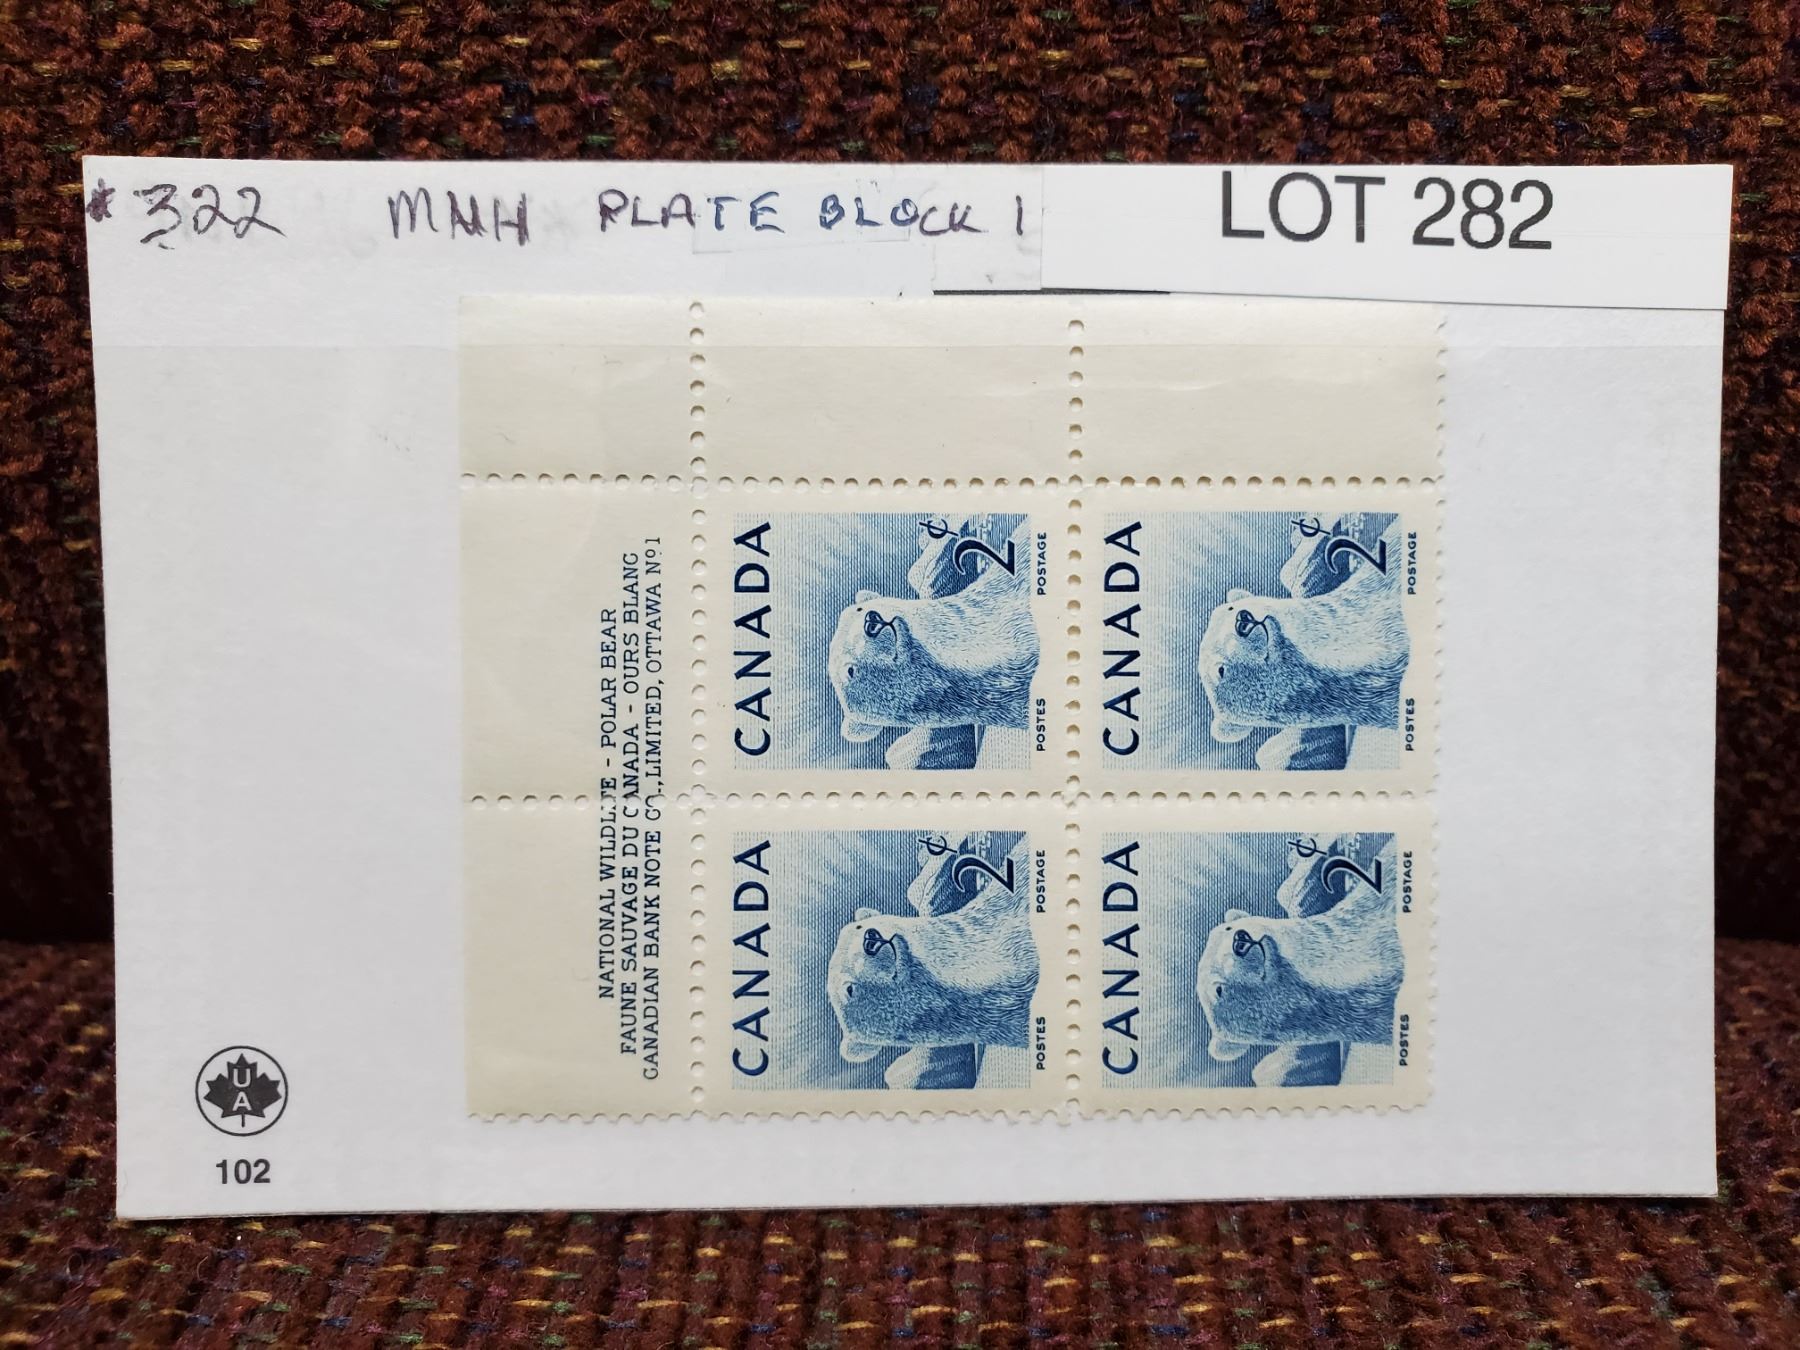 *322 MNH PLATE BLOCK 1
LOT 282
NATIONAL WILDLIFE - POLAR BEAR
FAUNE SAUVAGE DU CANADA - OURS BLANC
CANADIAN BANK NOTE CO., LIMITED, OTTAWA Nº1
CANADA
2¢
POSTES POSTAGE
CANADA
2¢
POSTES POSTAGE
CANADA
2¢
POSTES POSTAGE
CANADA
2¢
POSTES POSTAGE
UA
102